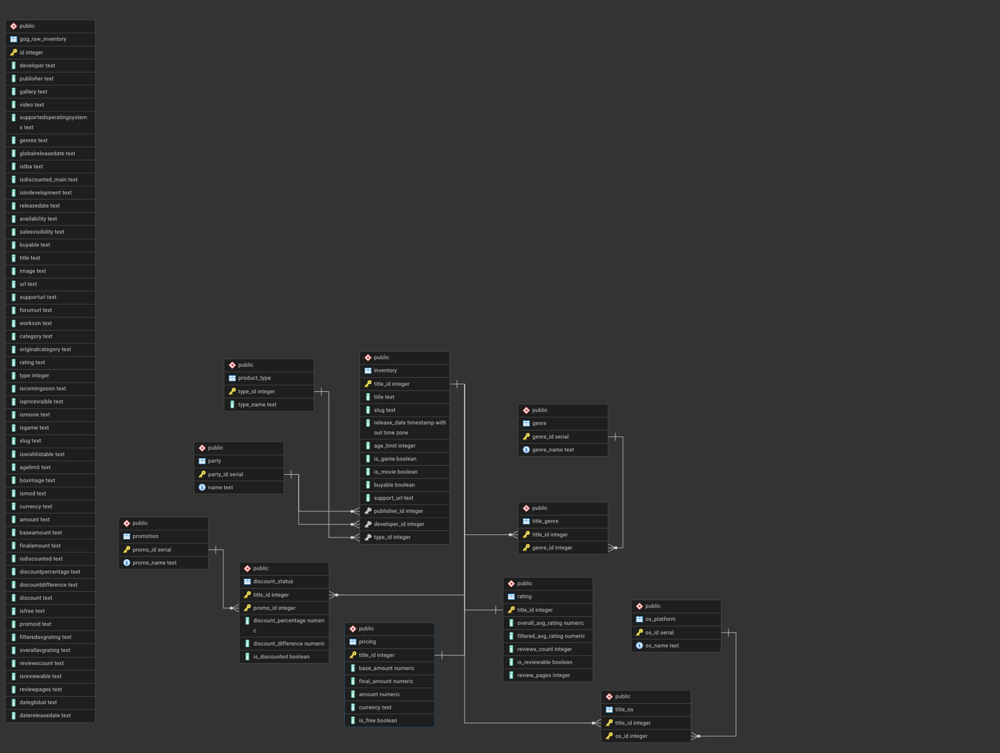 public
gog_raw_inventory
id integer
developer text
publisher text
gallery text
video text
supportedoperatingsystem
s text
genres text
globalreleasedate text
istba text
isdiscounted_main text
isindevelopment text
releasedate text
availability text
salesvisibility text
buyable text
title text
image text
url text
supporturl text
forumurl text
workson text
category text
originalcategory text
rating text
type integer
iscomingsoon text
ispricevisible text
ismovie text
isgame text
slug text
iswishlistable text
agelimit text
boximage text
ismod text
currency text
amount text
baseamount text
finalamount text
isdiscounted text
discountpercentage text
discountdifference text
discount text
isfree text
promoid text
filteredavgrating text
overallavgrating text
reviewscount text
isreviewable text
reviewpages text
dateglobal text
datereleasedate text
public
product_type
type_id integer
type_name text
public
party
party_id serial
name text
public
promotion
promo_id serial
promo_name text
public
discount_status
title_id integer
promo_id integer
discount_percentage numeri
c
discount_difference numeric
is_discounted boolean
public
inventory
title_id integer
title text
slug text
release_date timestamp with
out time zone
age_limit integer
is_game boolean
is_movie boolean
buyable boolean
support_url text
publisher_id integer
developer_id integer
type_id integer
public
pricing
title_id integer
base_amount numeric
final_amount numeric
amount numeric
currency text
is_free boolean
public
genre
genre_id serial
genre_name text
public
title_genre
title_id integer
genre_id integer
public
rating
title_id integer
overall_avg_rating numeric
filtered_avg_rating numeric
reviews_count integer
is_reviewable boolean
review_pages integer
public
os_platform
os_id serial
os_name text
public
title_os
title_id integer
os_id integer